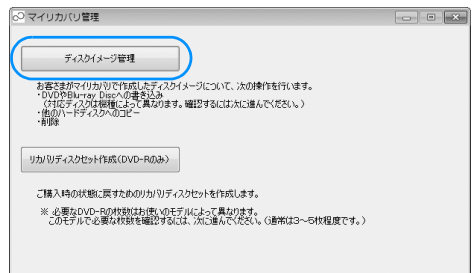 マイリカバリ管理
ディスクイメージ管理
お客さまがマイリカバリで作成したディスクイメージについて、次の操作を行います。
・DVDやBlu-ray Discへの書き込み
（対応ディスクは機種によって異なります。確認するには次に進んでください。）
・他のハードディスクへのコピー
・削除
リカバリディスクセット作成(DVD-Rのみ)
ご購入時の状態に戻すためのリカバリディスクセットを作成します。
※ 必要なDVD-Rの枚数はお使いのモデルによって異なります。
このモデルで必要な枚数を確認するには、次に進んでください。（通常は3～5枚程度です。）